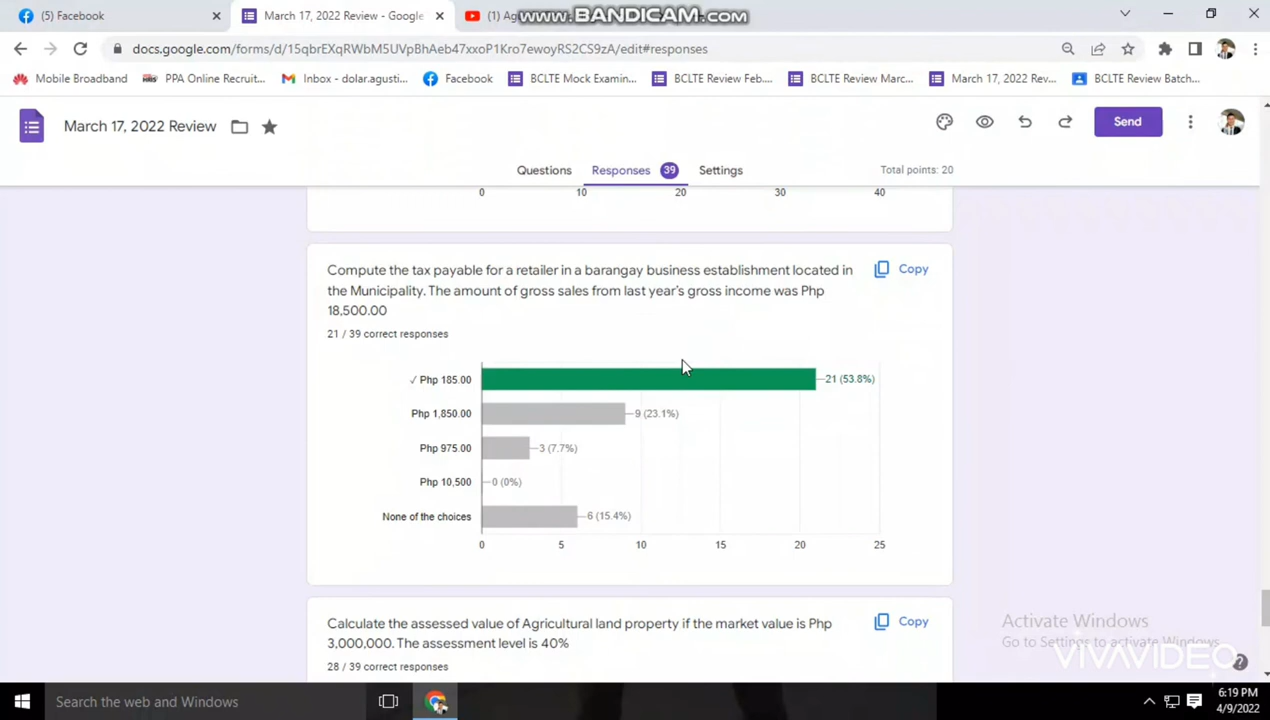 (5) Facebook
March 17, 2022 Review - Google
(1) Ag
www.BANDICAM.com
docs.google.com/forms/d/15qbrEXqRWbM5UVpBhAeb47xxoP1Kro7ewoyRS2CS9zA/edit#responses
Mobile Broadband
PPA Online Recruit...
Inbox - dolar.agusti...
Facebook
BCLTE Mock Examin...
BCLTE Review Feb....
BCLTE Review Marc...
March 17, 2022 Rev...
BCLTE Review Batch...
March 17, 2022 Review
Send
Questions
Responses 39
Settings
Total points: 20
0 10 20 30 40
Compute the tax payable for a retailer in a barangay business establishment located in
the Municipality. The amount of gross sales from last year's gross income was Php
18,500.00
Copy
21 / 39 correct responses
✓ Php 185.00 21 (53.8%)
Php 1,850.00 9 (23.1%)
Php 975.00 3 (7.7%)
Php 10,500 0 (0%)
None of the choices 6 (15.4%)
0 5 10 15 20 25
Calculate the assessed value of Agricultural land property if the market value is Php
3,000,000. The assessment level is 40%
Copy
28 / 39 correct responses
Activate Windows
Go to Settings to activate Windows.
VIVAVIDEO
Search the web and Windows
6:19 PM
4/9/2022